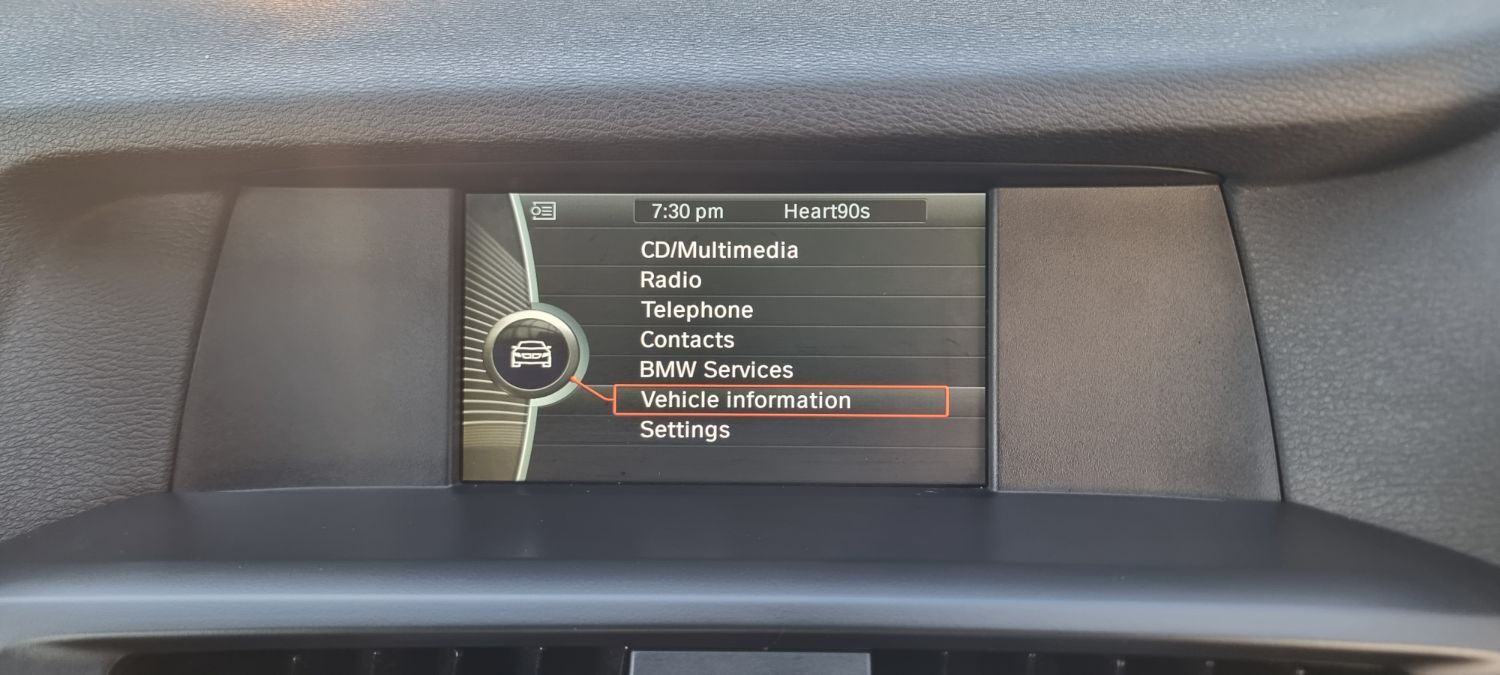 7:30 pm Heart90s
CD/Multimedia
Radio
Telephone
Contacts
BMW Services
Vehicle information
Settings